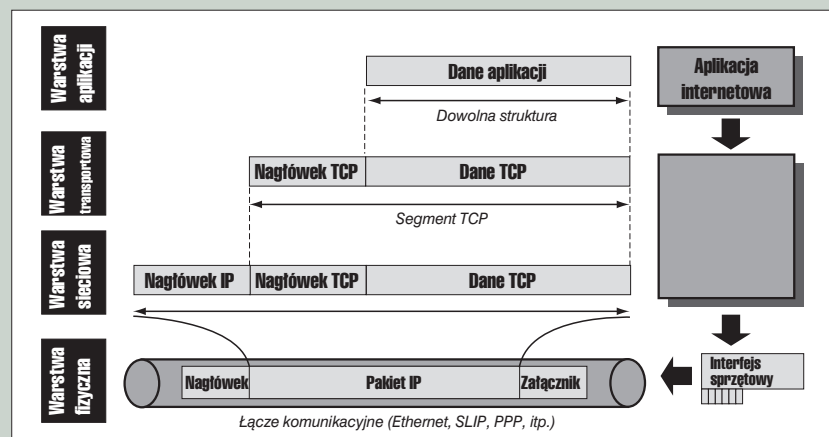 Warstwa
aplikacji
Dane aplikacji
Dowolna struktura
Aplikacja
internetowa
Warstwa
transportowa
Nagłówek TCP
Dane TCP
Segment TCP
Warstwa
sieciowa
Nagłówek IP
Nagłówek TCP
Dane TCP
Warstwa
fizyczna
Nagłówek
Pakiet IP
Załącznik
Interfejs
sprzętowy
Łącze komunikacyjne (Ethernet, SLIP, PPP, itp.)